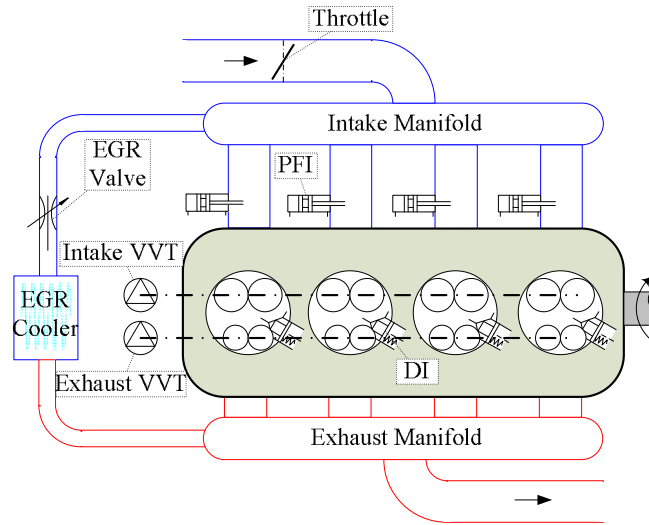 Throttle
Intake Manifold
EGR
Valve
PFI
Intake VVT
EGR
Cooler
Exhaust VVT
DI
Exhaust Manifold